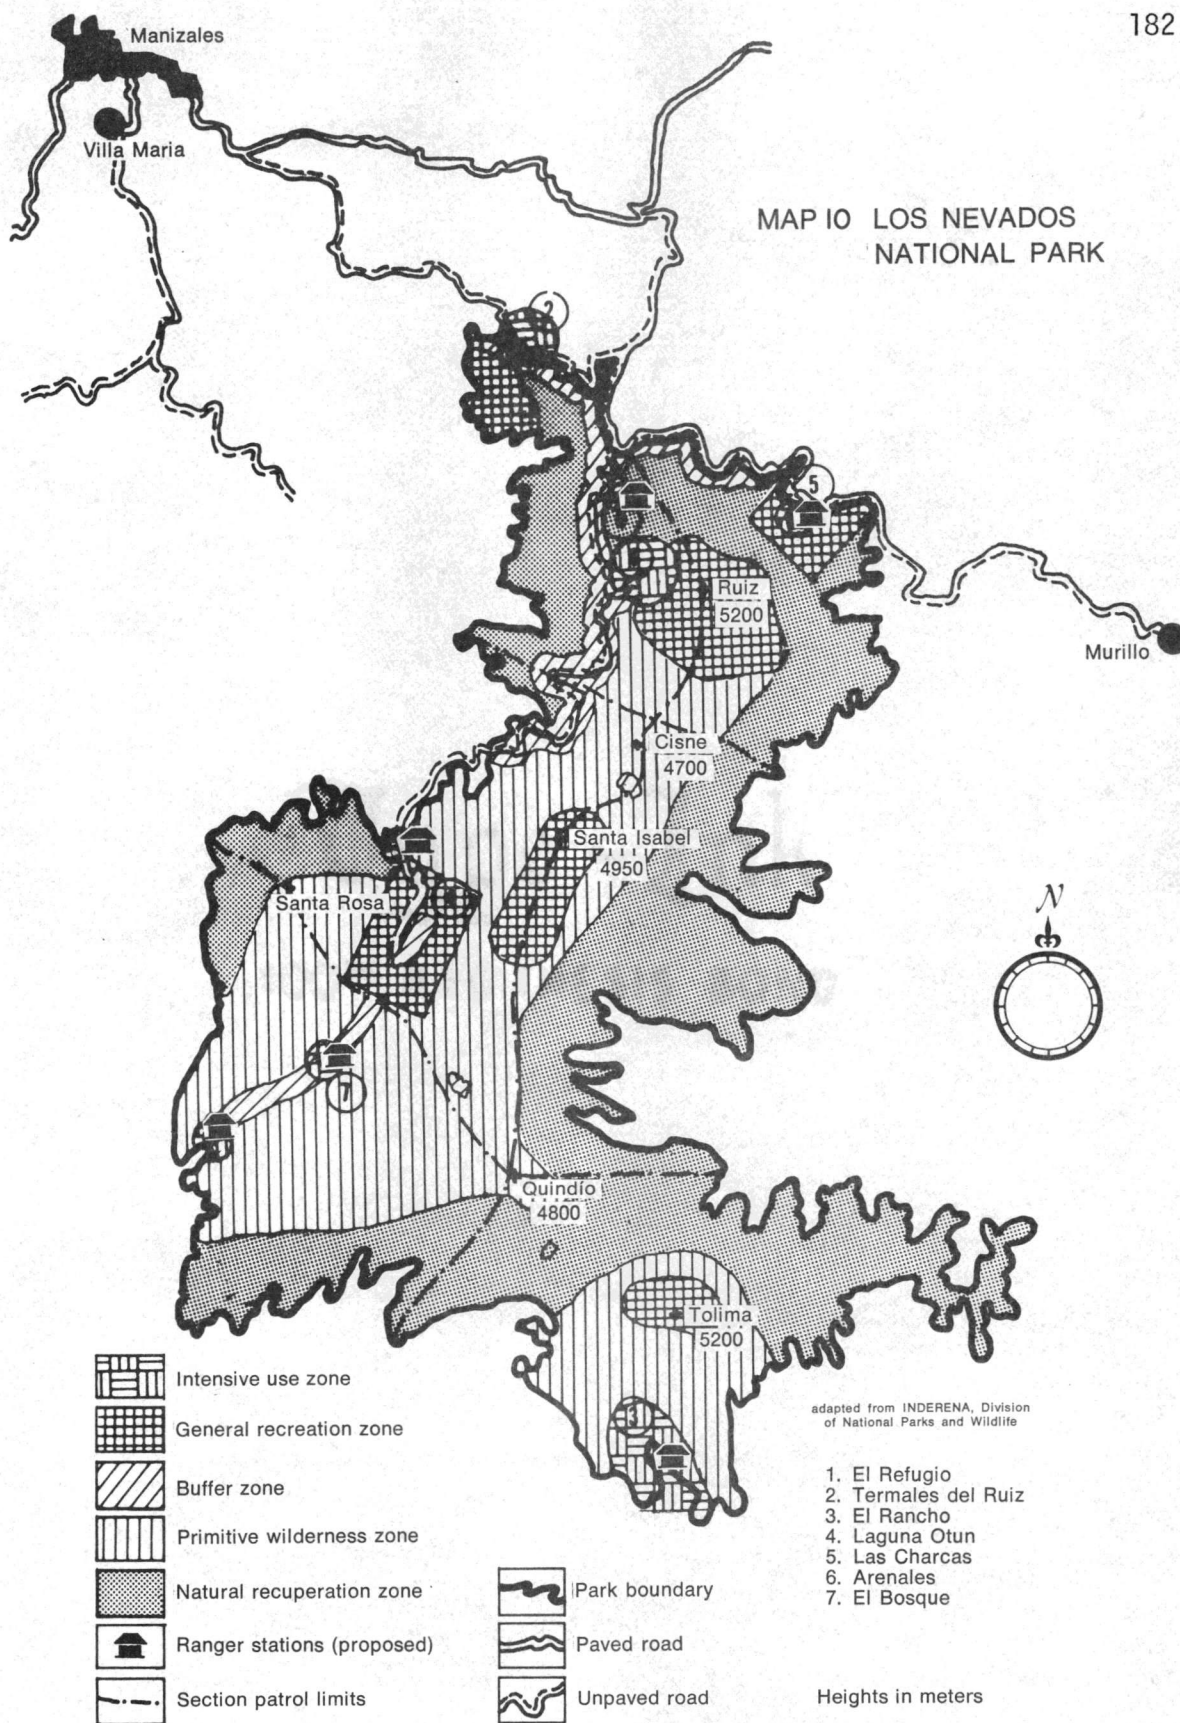 182
Manizales
Villa Maria
MAP 10 LOS NEVADOS
NATIONAL PARK
2
5
Ruiz
5200
Murillo
Cisne
4700
Santa Isabel
4950
Santa Rosa
N
7
Quindío
4800
Tolima
5200
3
Intensive use zone
General recreation zone
Buffer zone
Primitive wilderness zone
Natural recuperation zone
Ranger stations (proposed)
Section patrol limits
Park boundary
Paved road
Unpaved road
adapted from INDERENA, Division
of National Parks and Wildlife
1. El Refugio
2. Termales del Ruiz
3. El Rancho
4. Laguna Otun
5. Las Charcas
6. Arenales
7. El Bosque
Heights in meters